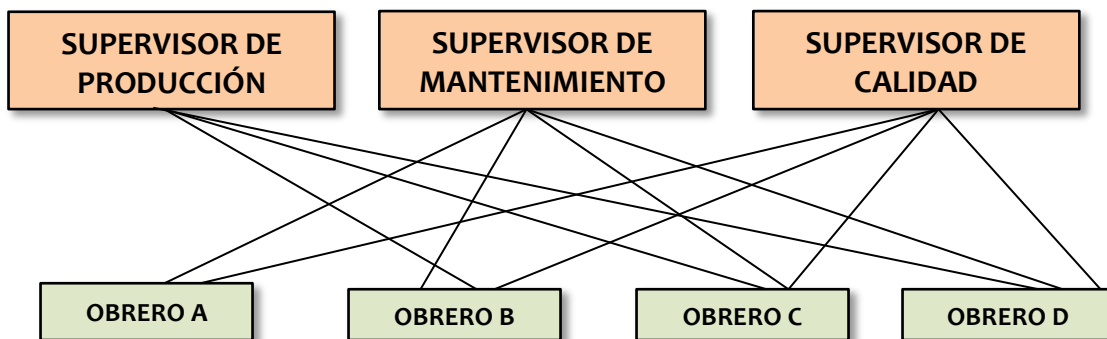 SUPERVISOR DE
PRODUCCIÓN
SUPERVISOR DE
MANTENIMIENTO
SUPERVISOR DE
CALIDAD
OBRERO A
OBRERO B
OBRERO C
OBRERO D